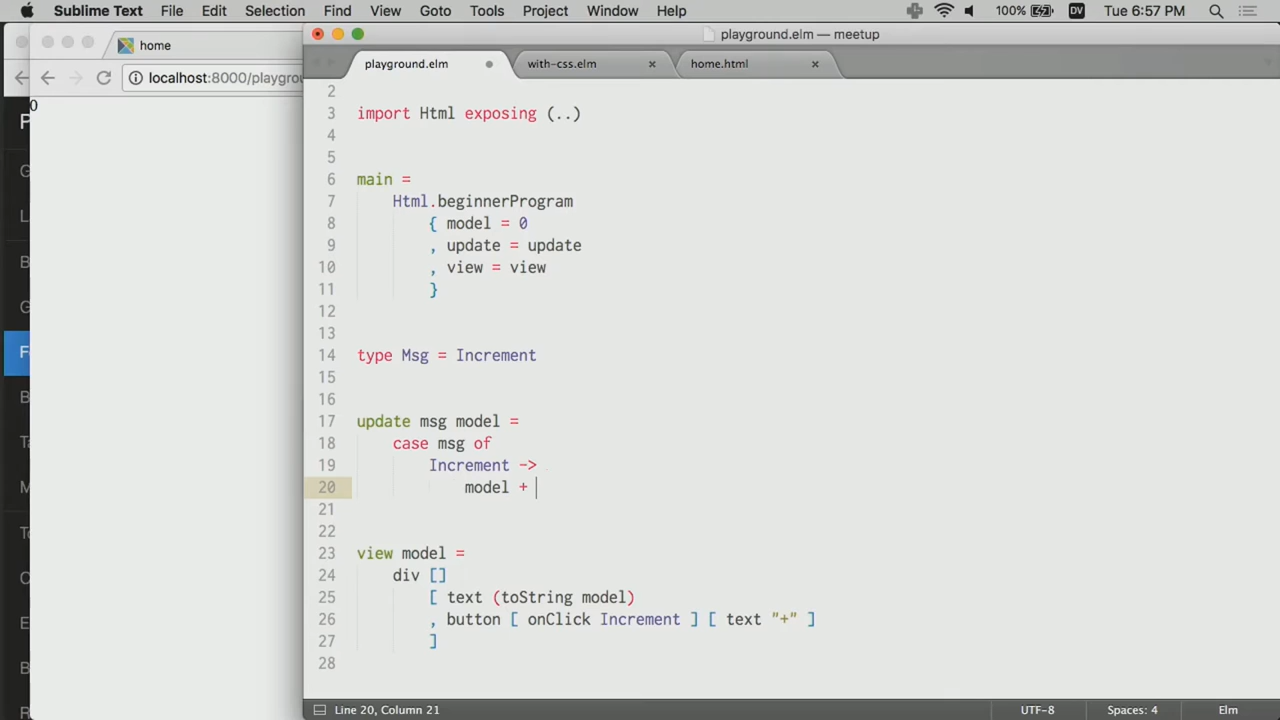 Sublime Text File Edit Selection Find View Goto Tools Project Window Help 100% DV Tue 6:57 PM
home
playground.elm — meetup
playground.elm with-css.elm home.html
localhost:8000/playgrou
0
2
3 import Html exposing (..)
4
5
6 main =
7 Html.beginnerProgram
8 { model = 0
9 , update = update
10 , view = view
11 }
12
13
14 type Msg = Increment
15
16
17 update msg model =
18 case msg of
19 Increment ->
20 model +
21
22
23 view model =
24 div []
25 [ text (toString model)
26 , button [ onClick Increment ] [ text "+" ]
27 ]
28
Line 20, Column 21 UTF-8 Spaces: 4 Elm